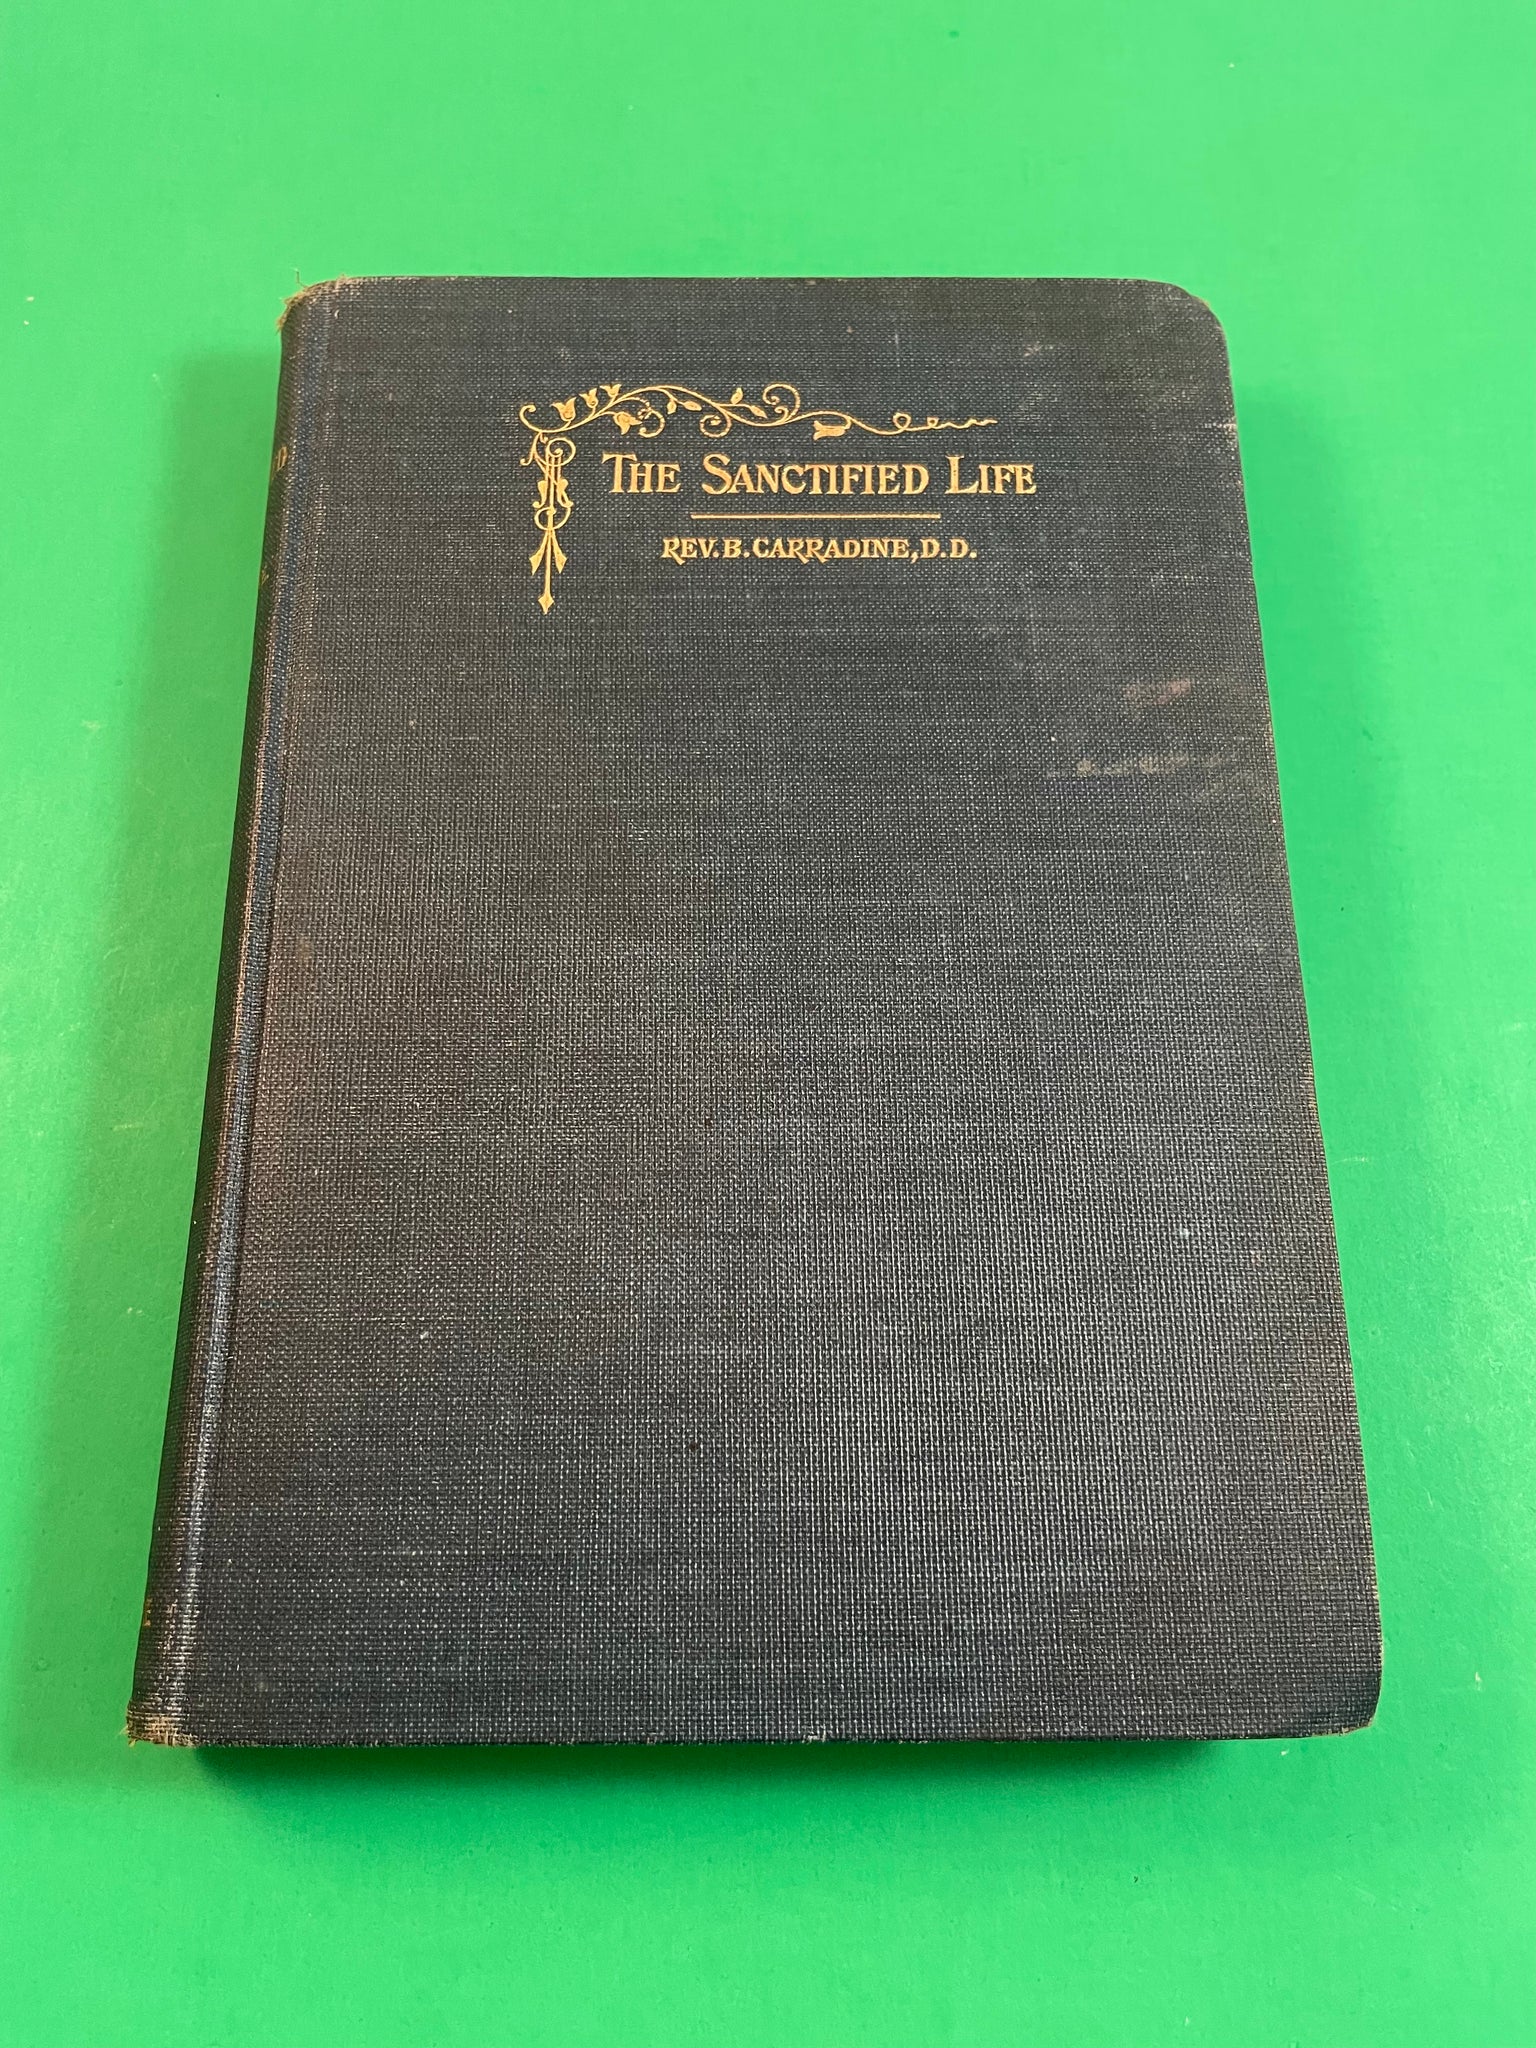 The Sanctified Life
REV. B. CARRADINE, D.D.